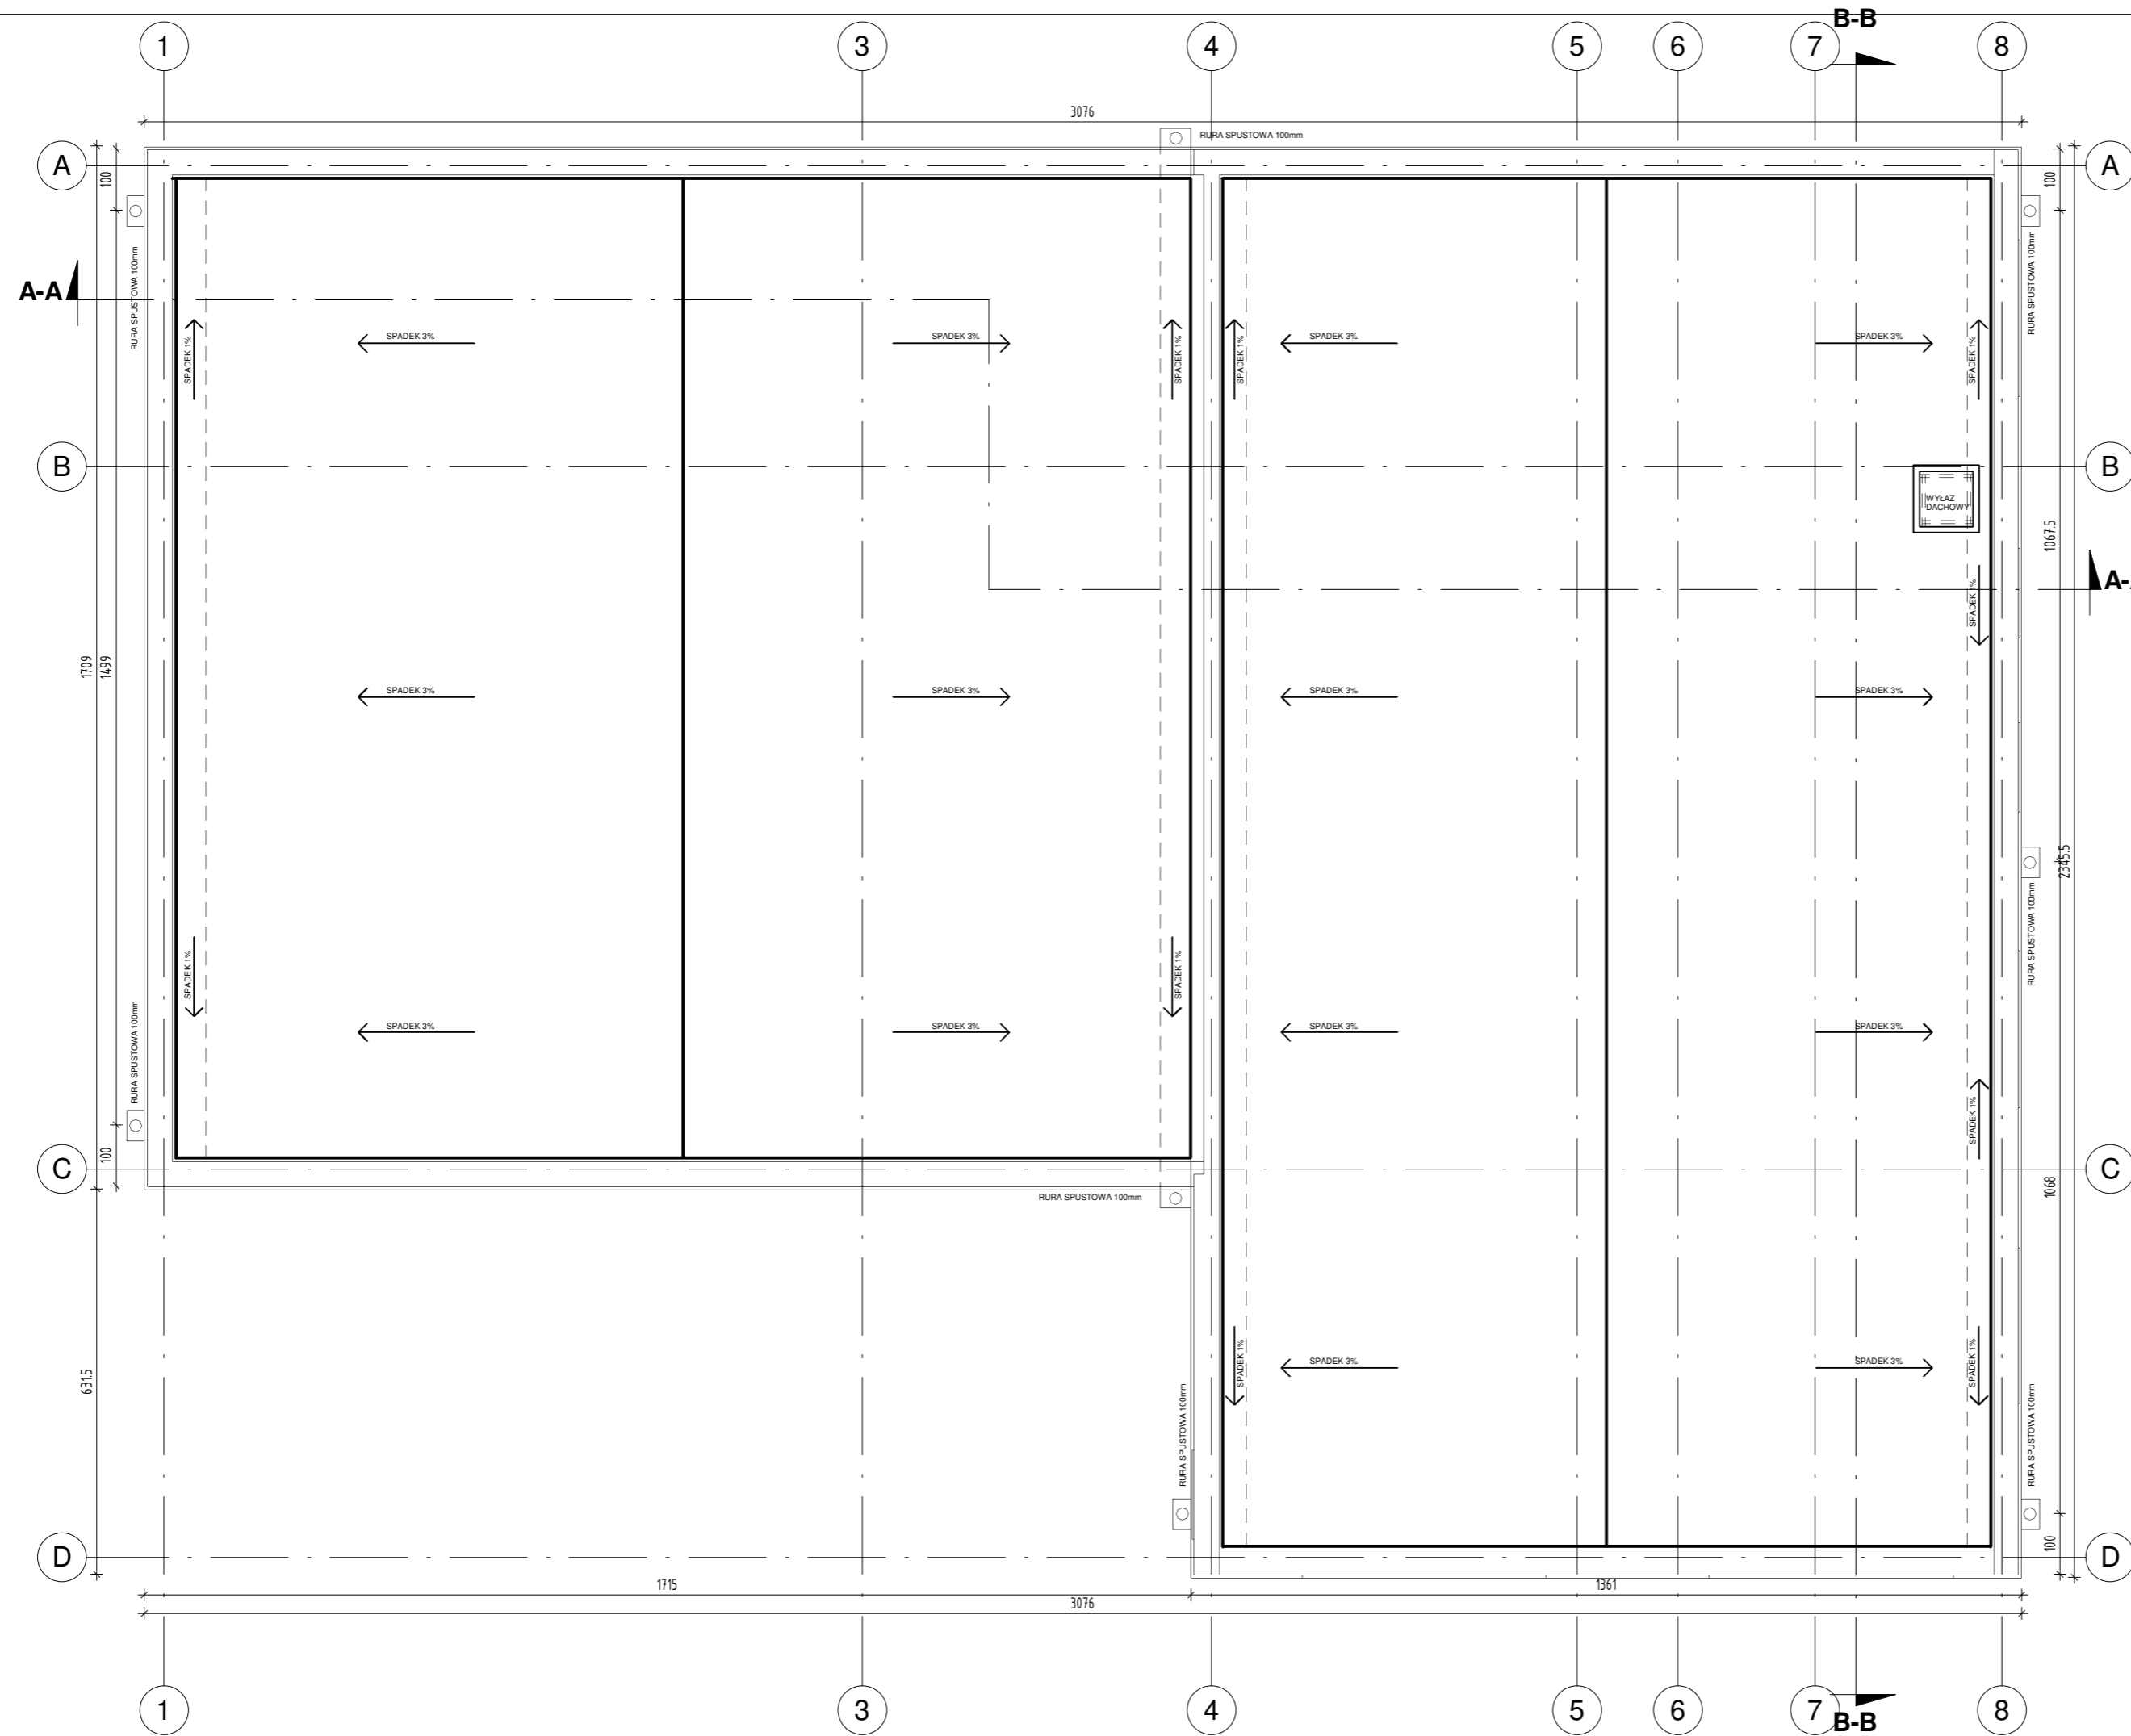 B-B
1 3 4 5 6 7 8
3076
RURA SPUSTOWA 100mm
A A
100 100
RURA SPUSTOWA 100mm RURA SPUSTOWA 100mm
A-A
SPADEK 3% SPADEK 3% SPADEK 3% SPADEK 3%
SPADEK 1% SPADEK 1% SPADEK 1% SPADEK 1%
B B
WYŁAZ
DACHOWY
1067.5
A-
SPADEK 1%
1709 1499
SPADEK 3% SPADEK 3% SPADEK 3% SPADEK 3%
2345.5
RURA SPUSTOWA 100mm
SPADEK 1% SPADEK 1%
SPADEK 3% SPADEK 3% SPADEK 3% SPADEK 3%
RURA SPUSTOWA 100mm
SPADEK 1%
100
C C
RURA SPUSTOWA 100mm
1068
631.5
SPADEK 3% SPADEK 3%
SPADEK 1% SPADEK 1%
RURA SPUSTOWA 100mm RURA SPUSTOWA 100mm
100
D D
1715 1361
3076
1 3 4 5 6 7 8
B-B